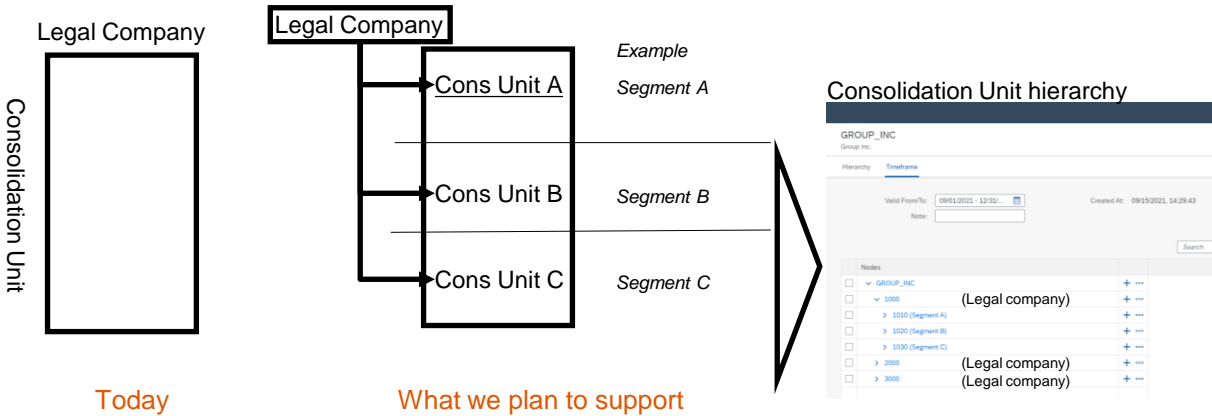 Legal Company
Consolidation Unit
Today
Legal Company
Cons Unit A
Cons Unit B
Cons Unit C
Example
Segment A
Segment B
Segment C
What we plan to support
Consolidation Unit hierarchy
GROUP_INC
Group Inc.
Hierarchy Timeframe
Valid From/To: 09/01/2021 - 12/31/... Created At: 09/15/2021, 14:29:43
Note:
Search
Nodes
GROUP_INC
1000 (Legal company)
1010 (Segment A)
1020 (Segment B)
1030 (Segment C)
2000 (Legal company)
3000 (Legal company)